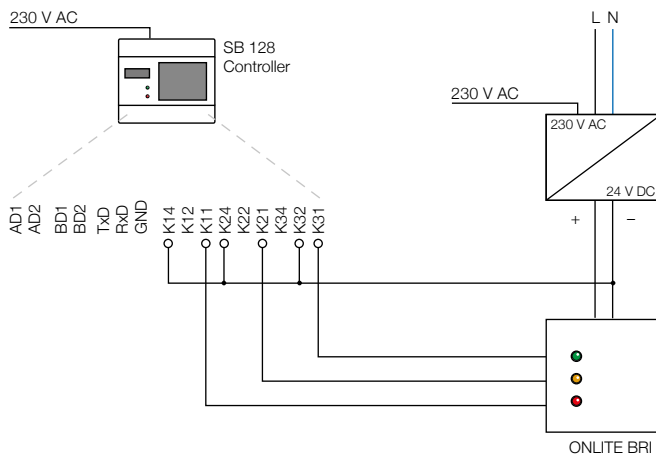 230 V AC
SB 128
Controller
L N
230 V AC
230 V AC
24 V DC
+ −
AD1
AD2
BD1
BD2
TxD
RxD
GND
K14
K12
K11
K24
K22
K21
K34
K32
K31
ONLITE BRI